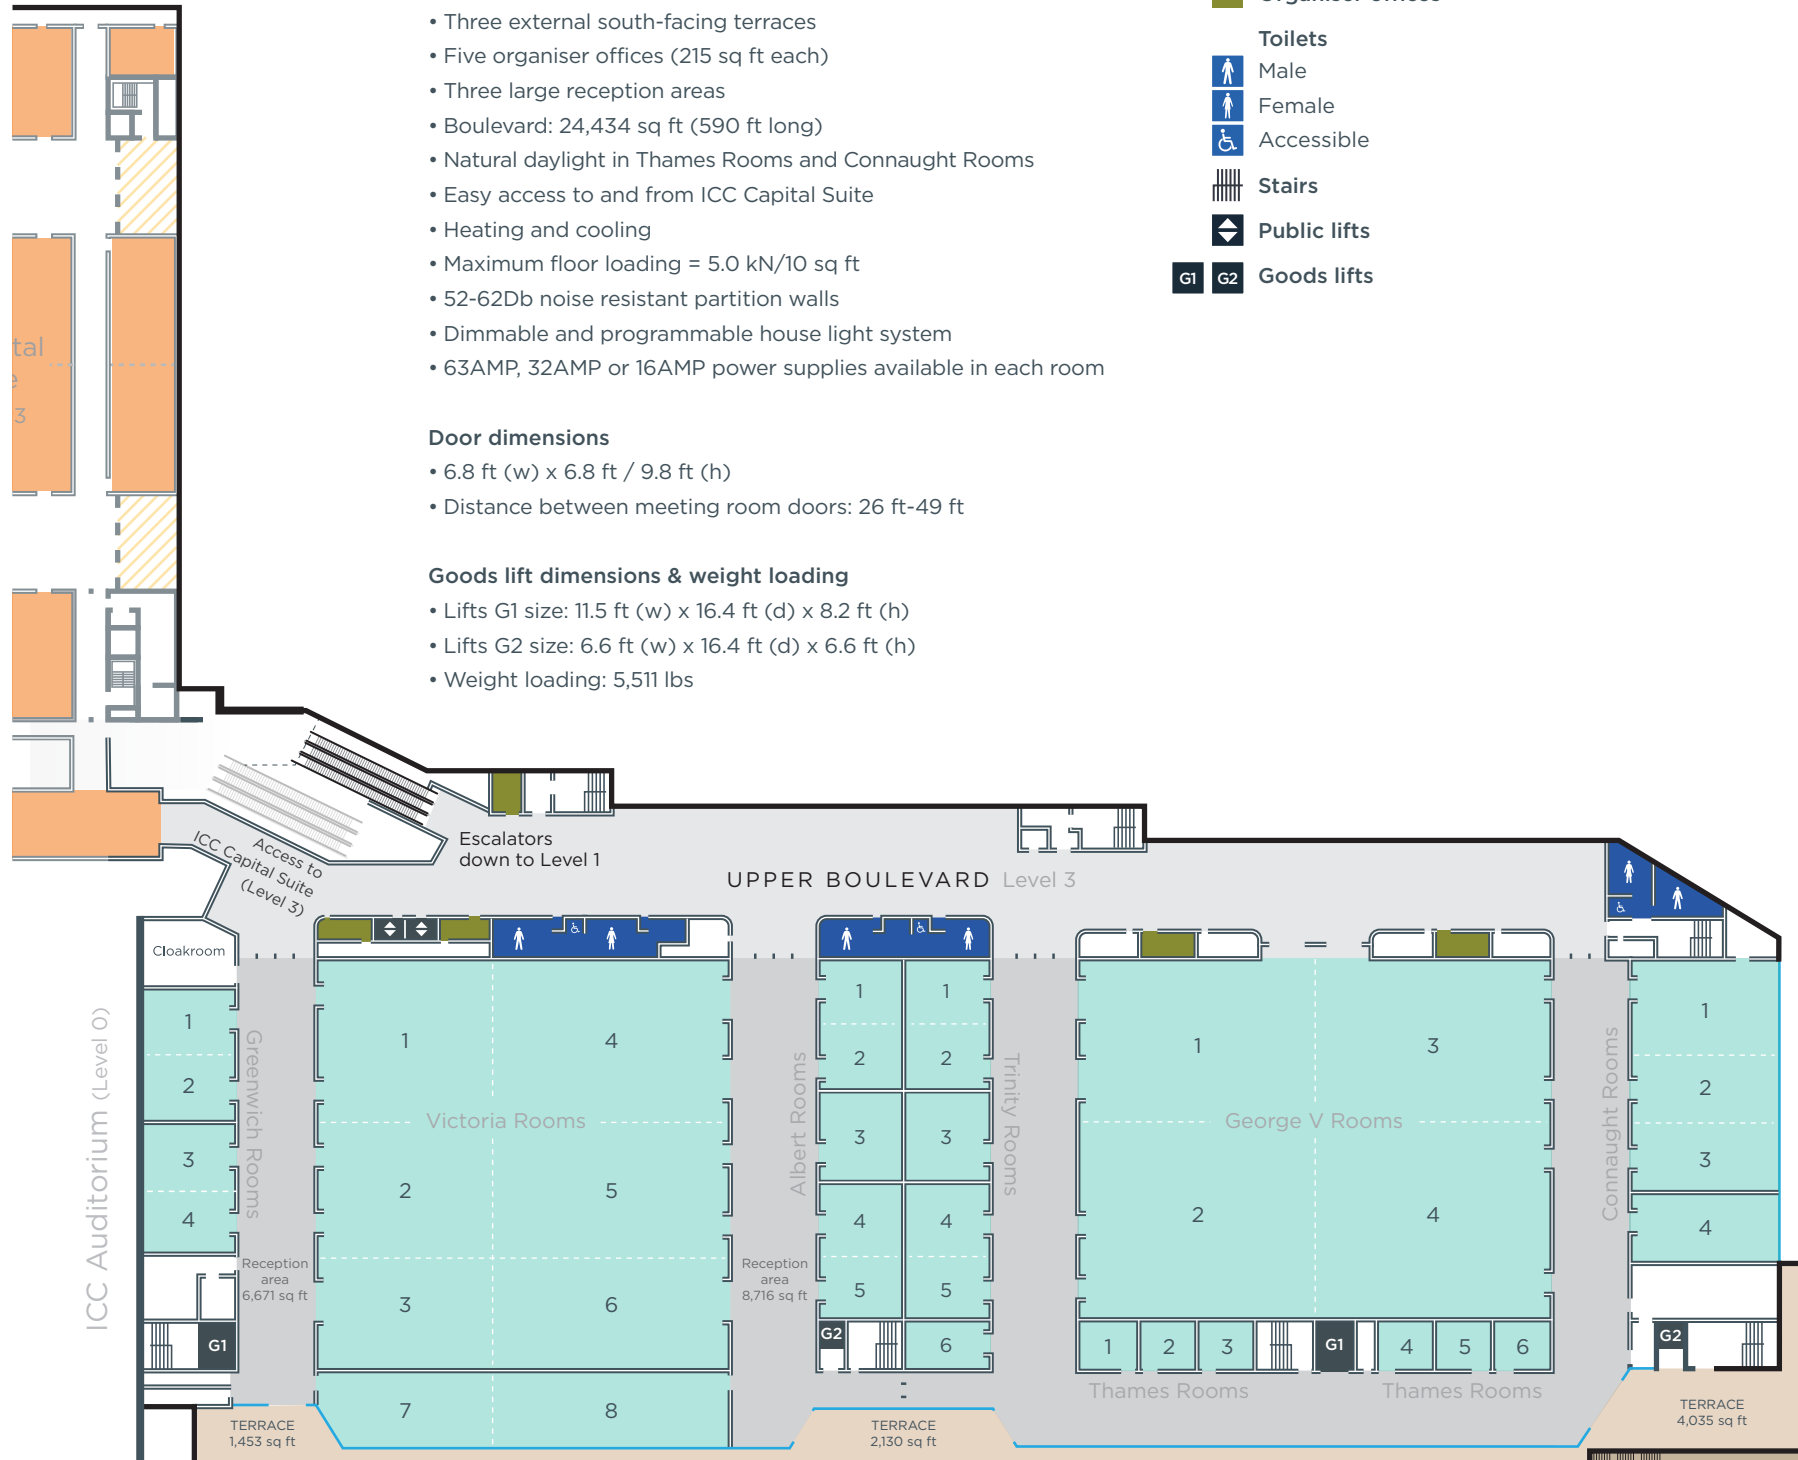 • Three external south-facing terraces
• Five organiser offices (215 sq ft each)
• Three large reception areas
• Boulevard: 24,434 sq ft (590 ft long)
• Natural daylight in Thames Rooms and Connaught Rooms
• Easy access to and from ICC Capital Suite
• Heating and cooling
• Maximum floor loading = 5.0 kN/10 sq ft
• 52-62Db noise resistant partition walls
• Dimmable and programmable house light system
• 63AMP, 32AMP or 16AMP power supplies available in each room
Door dimensions
• 6.8 ft (w) x 6.8 ft / 9.8 ft (h)
• Distance between meeting room doors: 26 ft-49 ft
Goods lift dimensions & weight loading
• Lifts G1 size: 11.5 ft (w) x 16.4 ft (d) x 8.2 ft (h)
• Lifts G2 size: 6.6 ft (w) x 16.4 ft (d) x 6.6 ft (h)
• Weight loading: 5,511 lbs
Toilets
Male
Female
Accessible
Stairs
Public lifts
G1 G2 Goods lifts
tal
e
3
Escalators
down to Level 1
Access to
ICC Capital Suite
(Level 3)
UPPER BOULEVARD Level 3
Cloakroom
ICC Auditorium (Level 0)
1
2
3
4
Greenwich Rooms
Reception
area
6,671 sq ft
G1
TERRACE
1,453 sq ft
1 4
Victoria Rooms
2 5
3 6
7 8
Albert Rooms
Reception
area
8,716 sq ft
1 1
2 2
3 3
4 4
5 5
G2 6
Trinity Rooms
TERRACE
2,130 sq ft
1 3
George V Rooms
2 4
1 2 3 G1 4 5 6
Thames Rooms Thames Rooms
Connaught Rooms
1
2
3
4
G2
TERRACE
4,035 sq ft